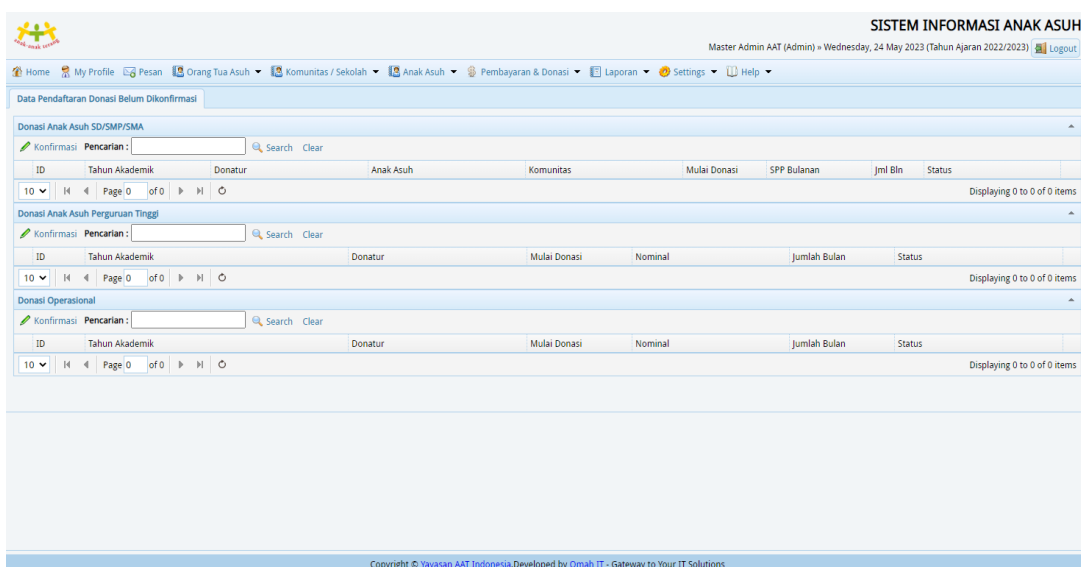 anak-anak terang
SISTEM INFORMASI ANAK ASUH
Master Admin AAT (Admin) » Wednesday, 24 May 2023 (Tahun Ajaran 2022/2023) Logout
Home My Profile Pesan Orang Tua Asuh Komunitas / Sekolah Anak Asuh Pembayaran & Donasi Laporan Settings Help
Data Pendaftaran Donasi Belum Dikonfirmasi
Donasi Anak Asuh SD/SMP/SMA
Konfirmasi Pencarian : Search Clear
ID Tahun Akademik Donatur Anak Asuh Komunitas Mulai Donasi SPP Bulanan Jml Bln Status
10 Page 0 of 0 Displaying 0 to 0 of 0 items
Donasi Anak Asuh Perguruan Tinggi
Konfirmasi Pencarian : Search Clear
ID Tahun Akademik Donatur Mulai Donasi Nominal Jumlah Bulan Status
10 Page 0 of 0 Displaying 0 to 0 of 0 items
Donasi Operasional
Konfirmasi Pencarian : Search Clear
ID Tahun Akademik Donatur Mulai Donasi Nominal Jumlah Bulan Status
10 Page 0 of 0 Displaying 0 to 0 of 0 items
Copyright © Yayasan AAT Indonesia.Developed by Omah IT - Gateway to Your IT Solutions